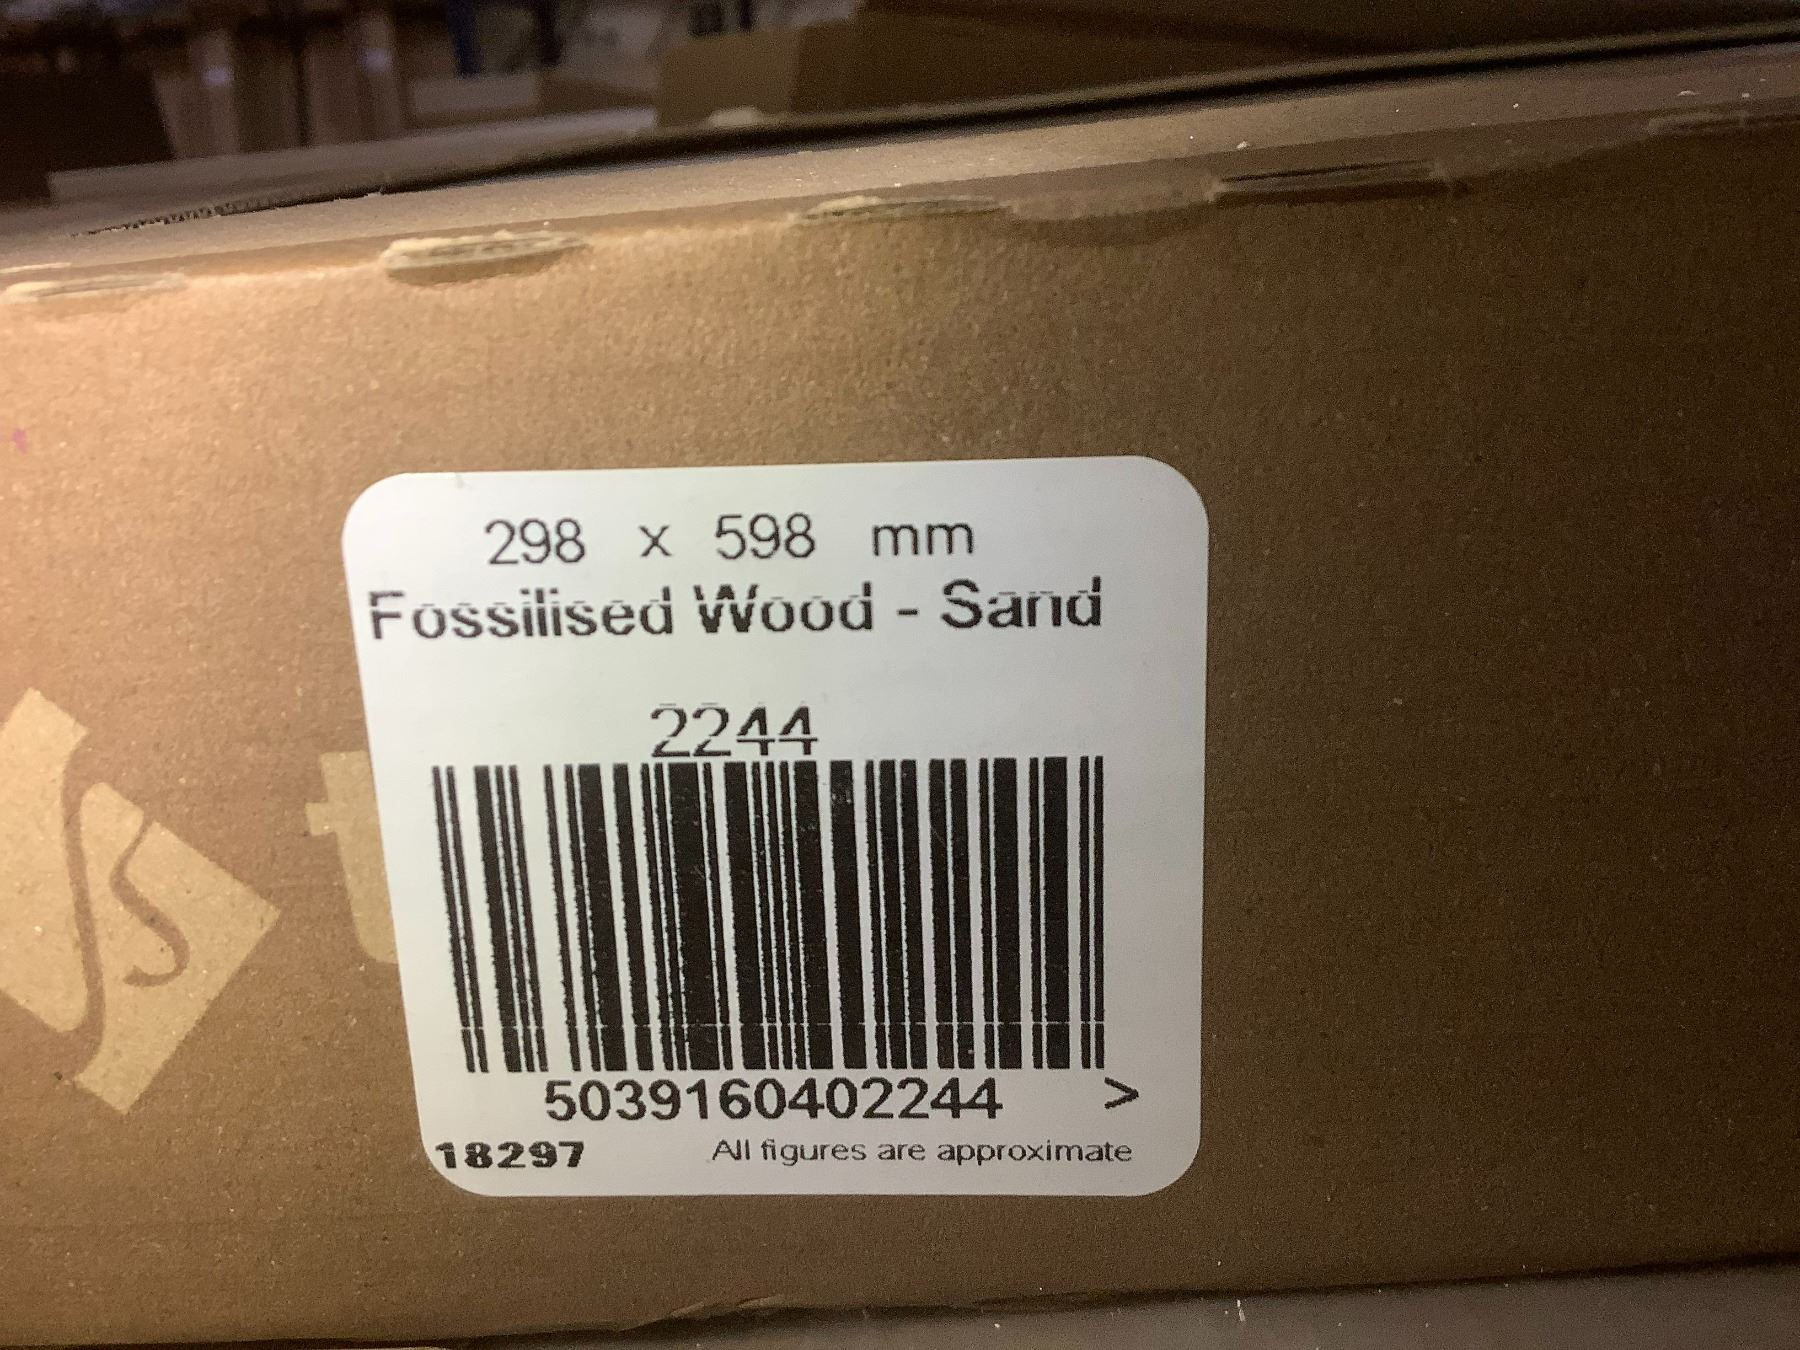 298 x 598 mm
Fossilised Wood - Sand
2244
5039160402244 >
18297 All figures are approximate